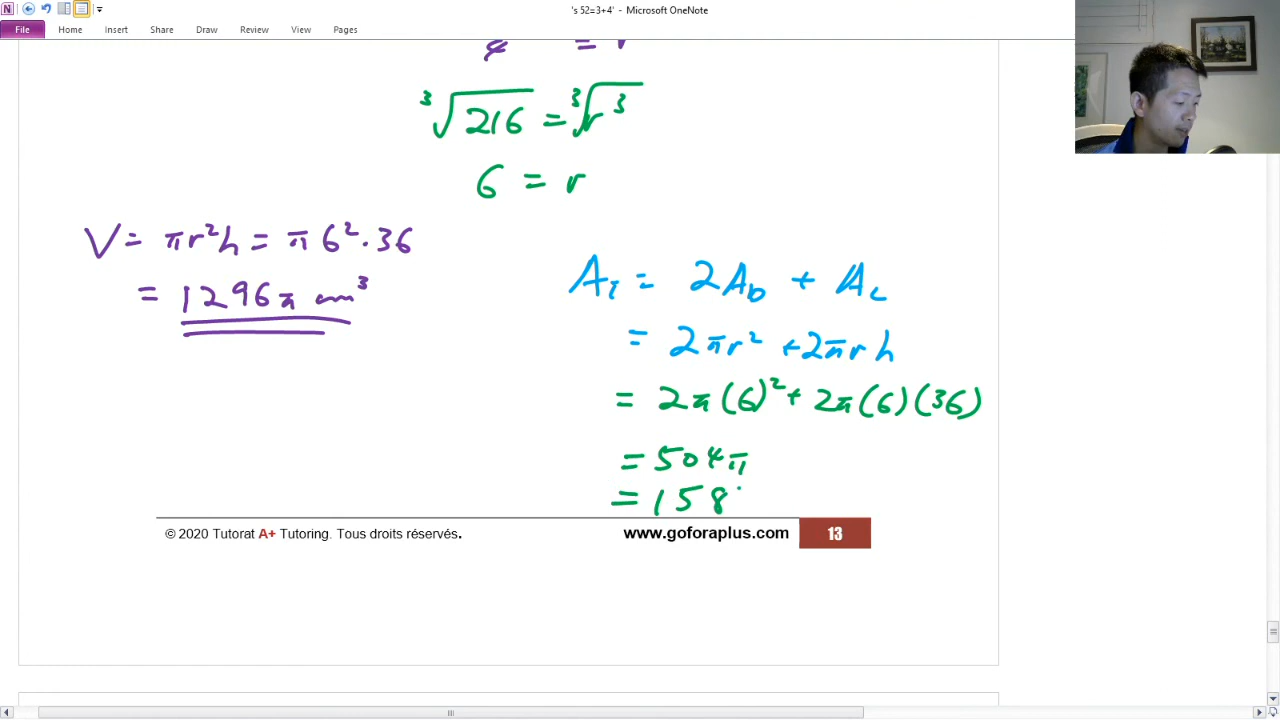 's 52=3+4' - Microsoft OneNote
File Home Insert Share Draw Review View Pages
∛216 = ∛r³
6 = r
V = πr²h = π6²·36
= 1296π cm³
= 2A_b + A_c
= 2πr² + 2πrh
= 2π(6)² + 2π(6)(36)
= 504π
= 158
© 2020 Tutorat A+ Tutoring. Tous droits réservés.
www.goforaplus.com 13